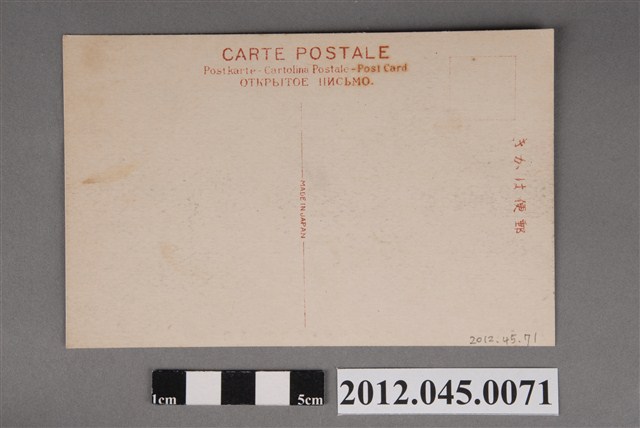 CARTE POSTALE
Postkarte-Cartolina Postale-Post Card
ОТКРЫТОЕ ПИСЬМО.
MADE IN JAPAN
きかは便郵
2012.45.71
1cm 5cm
2012.045.0071